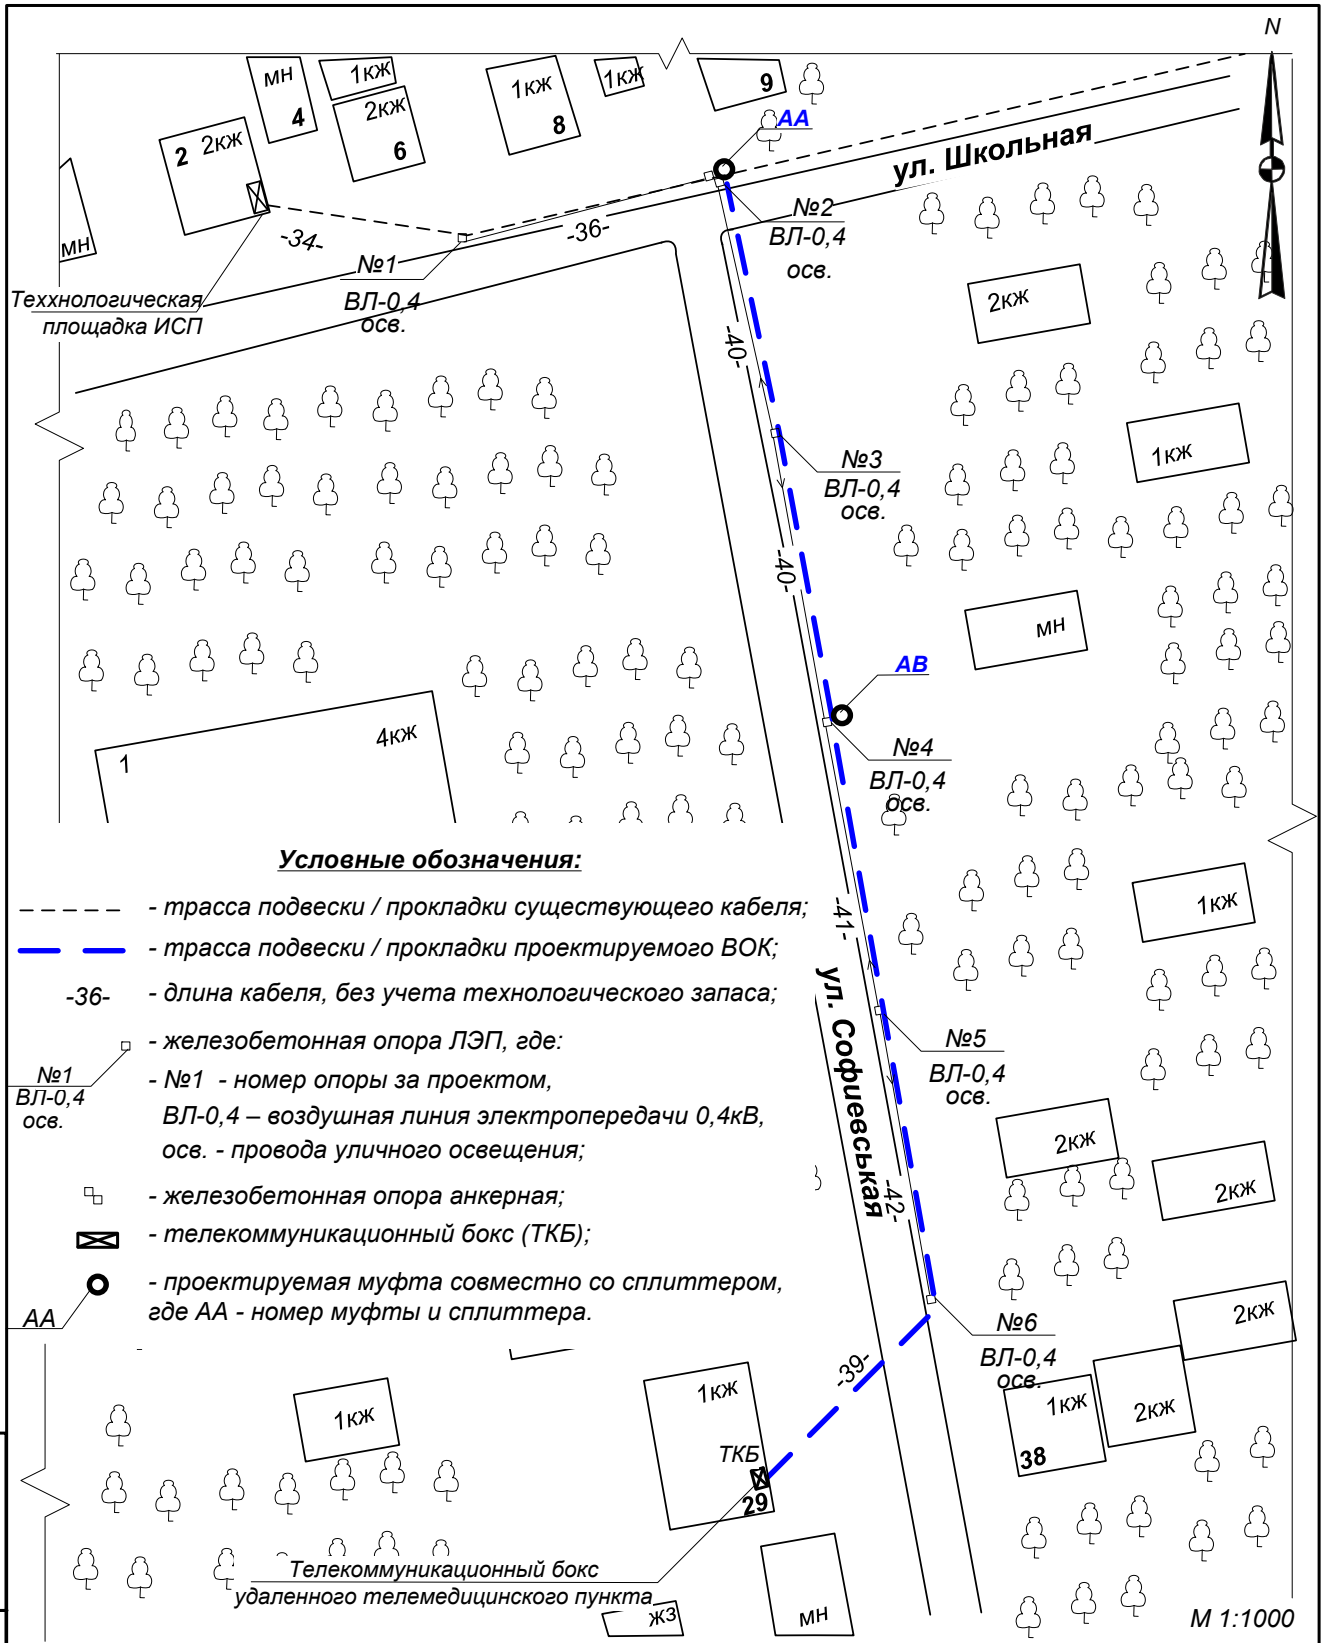 N
мн
4
1кж
2кж
6
1кж
8
1кж
9
АА
2 2кж
ул. Школьная
мн
-34-
-36-
№1
ВЛ-0,4
осв.
№2
ВЛ-0,4
осв.
Теххнологическая
площадка ИСП
2кж
-40-
1кж
№3
ВЛ-0,4
осв.
-40-
мн
АВ
1
4кж
№4
ВЛ-0,4
осв.
Условные обозначения:
- трасса подвески / прокладки существующего кабеля;
- трасса подвески / прокладки проектируемого ВОК;
-36- - длина кабеля, без учета технологического запаса;
- железобетонная опора ЛЭП, где:
№1
ВЛ-0,4
осв.
- №1 - номер опоры за проектом,
ВЛ-0,4 – воздушная линия электропередачи 0,4кВ,
осв. - провода уличного освещения;
- железобетонная опора анкерная;
- телекоммуникационный бокс (ТКБ);
- проектируемая муфта совместно со сплиттером,
АА
где АА - номер муфты и сплиттера.
1кж
-41-
ул. Софиевськая
№5
ВЛ-0,4
осв.
2кж
2кж
-42-
2кж
№6
ВЛ-0,4
осв.
-39-
1кж
1кж
ТКБ
29
1кж
38
2кж
Телекоммуникационный бокс
удаленного телемедицинского пункта
жз
мн
М 1:1000